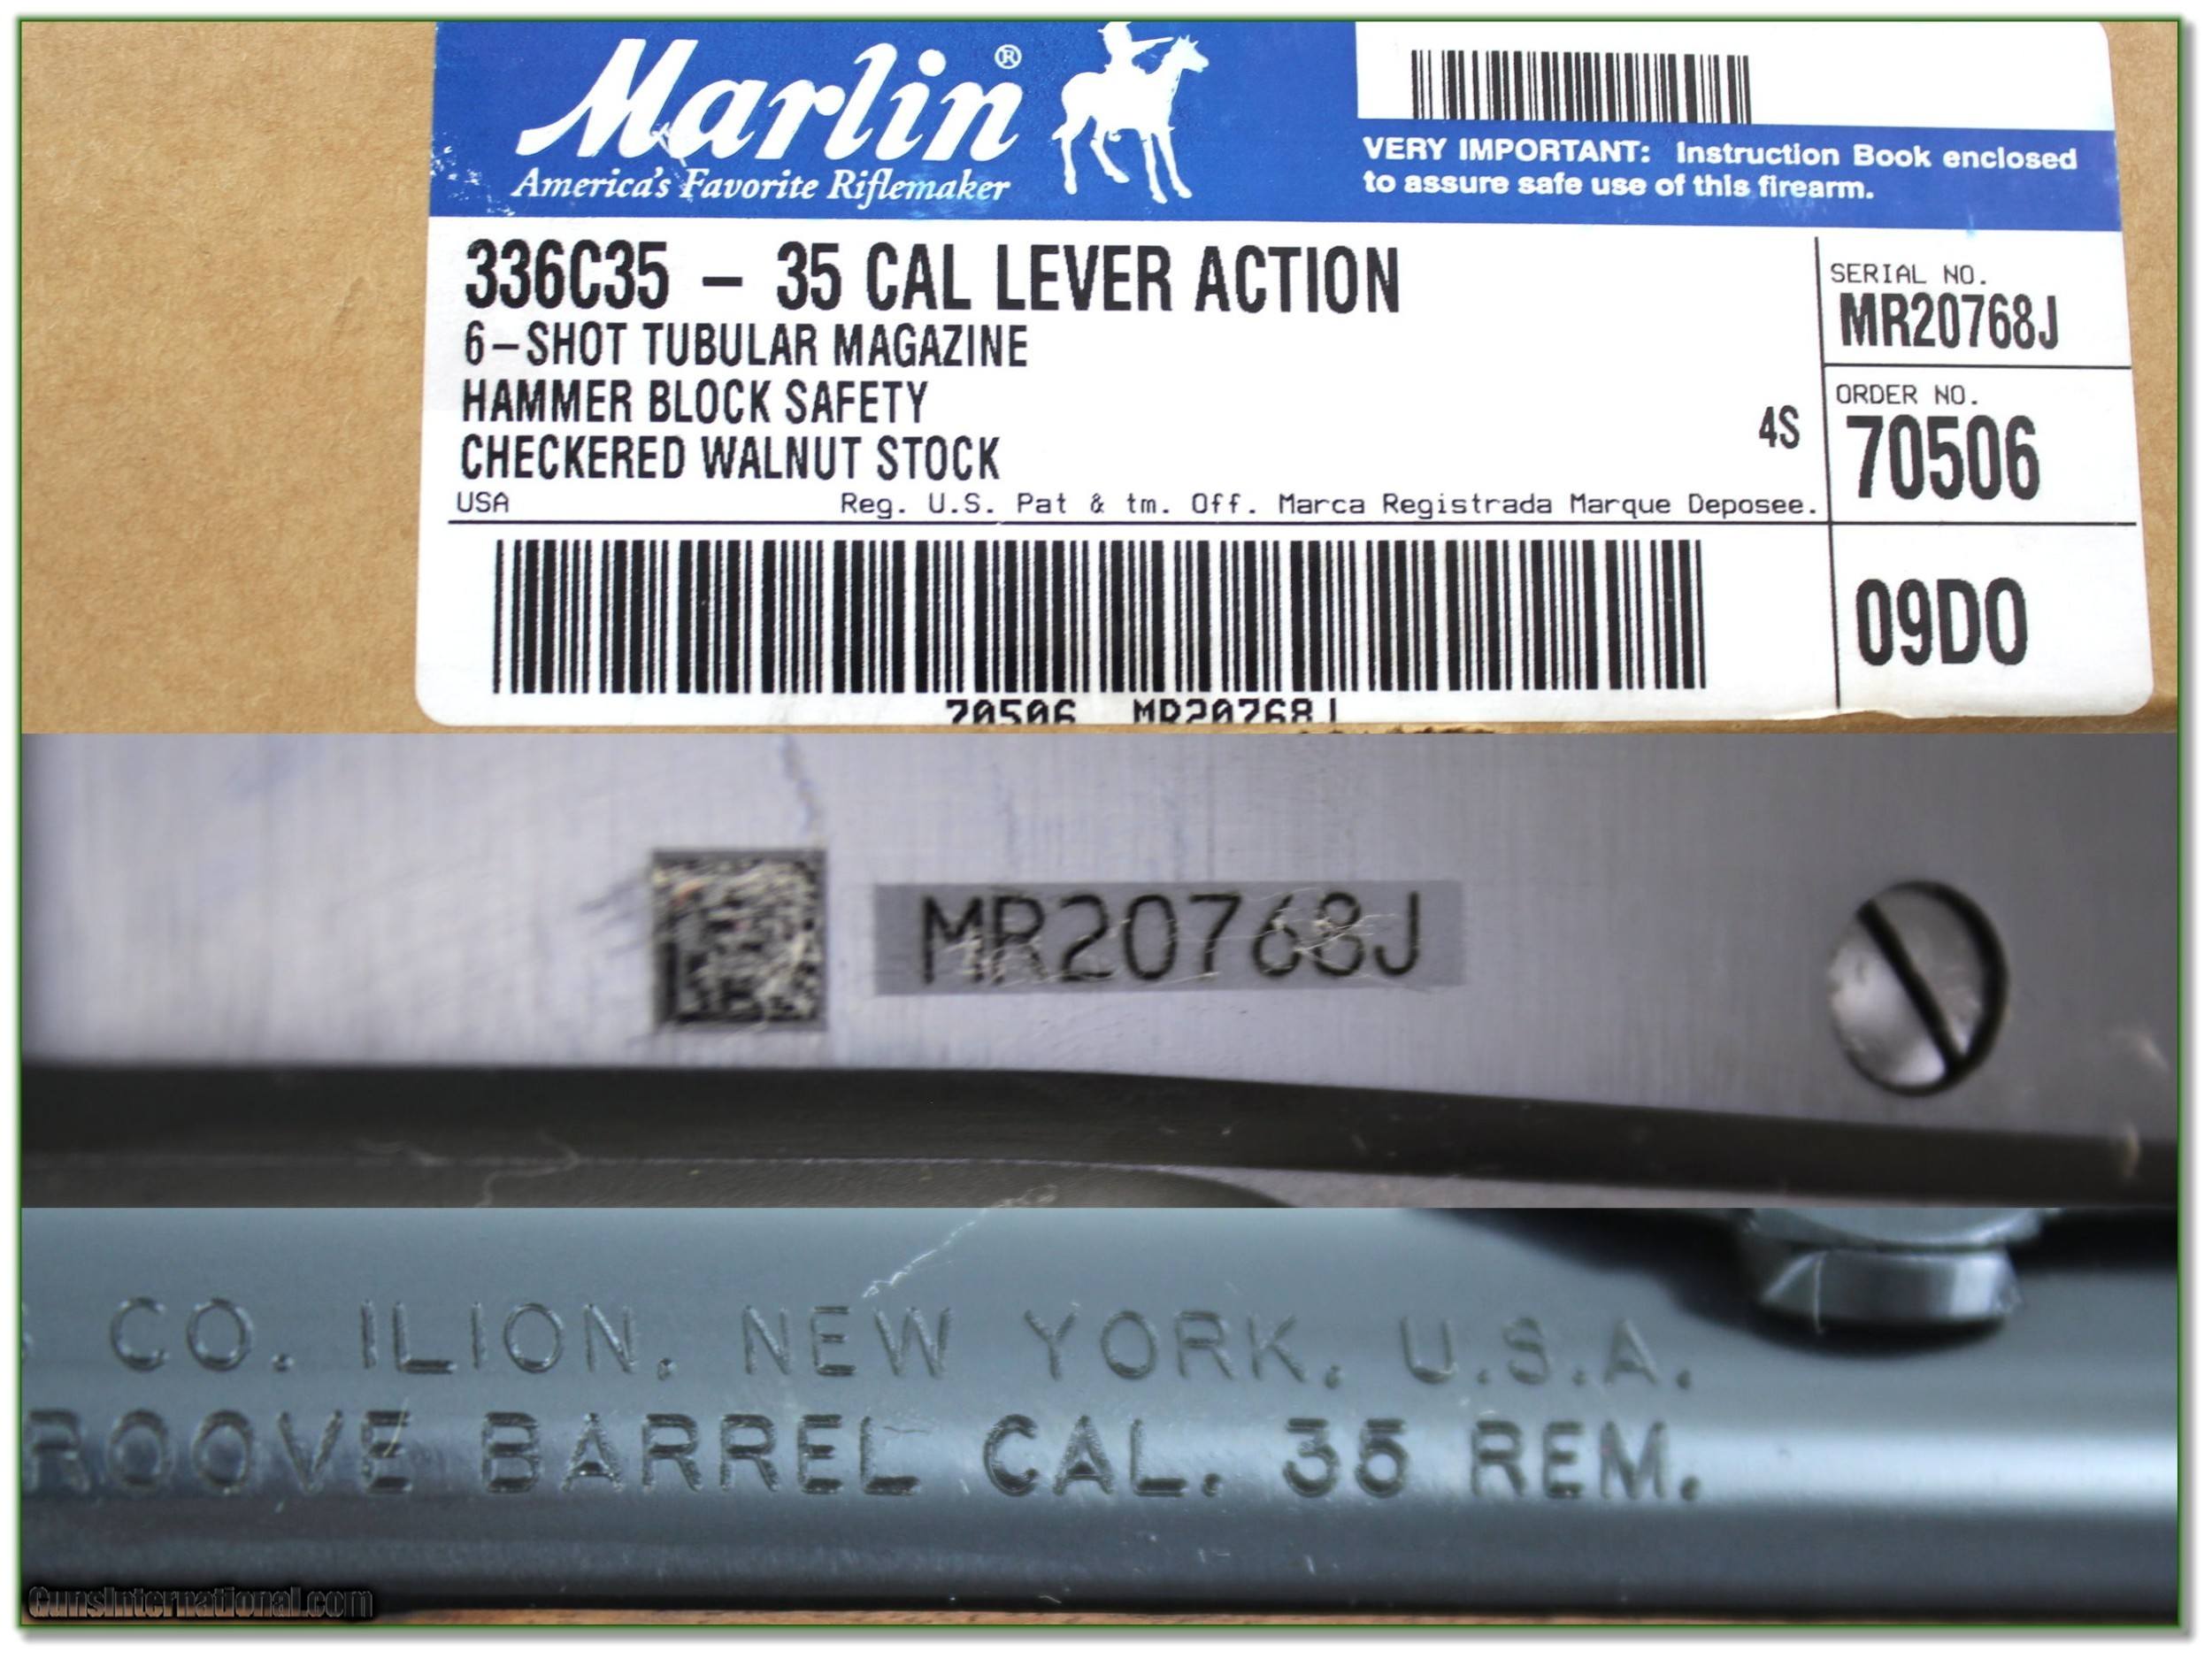 Marlin®
America's Favorite Riflemaker
VERY IMPORTANT: Instruction Book enclosed
to assure safe use of this firearm.
336C35 – 35 CAL LEVER ACTION
6–SHOT TUBULAR MAGAZINE
HAMMER BLOCK SAFETY
CHECKERED WALNUT STOCK
4S
USA
Reg. U.S. Pat & tm. Off. Marca Registrada Marque Deposee.
SERIAL NO.
MR20768J
ORDER NO.
70506
09D0
70506 MR20768J
MR20768J
CO. ILION, NEW YORK, U.S.A.
ROOVE BARREL CAL. 35 REM.
GunsInternational.com